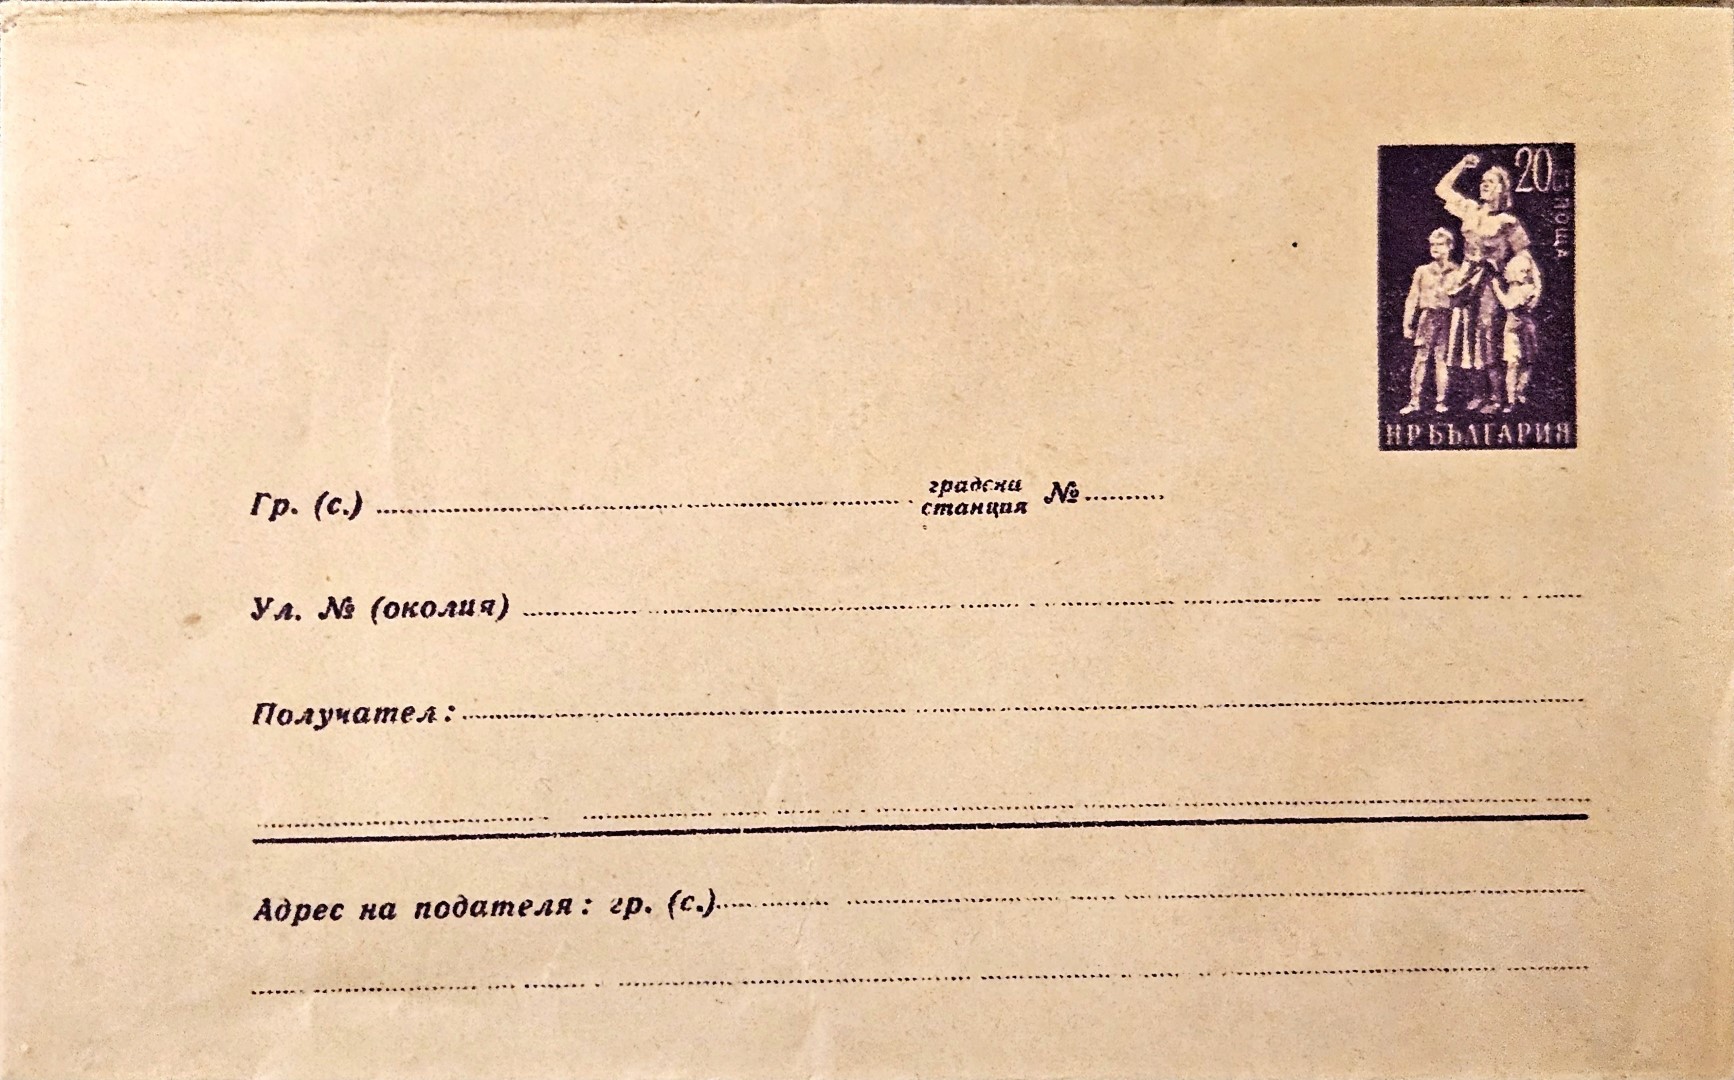 20 СТ
ПОЩА
НР БЪЛГАРИЯ
Гр. (с.) градска станция №
Ул. № (околия)
Получател:
Адрес на подателя: гр. (с.)